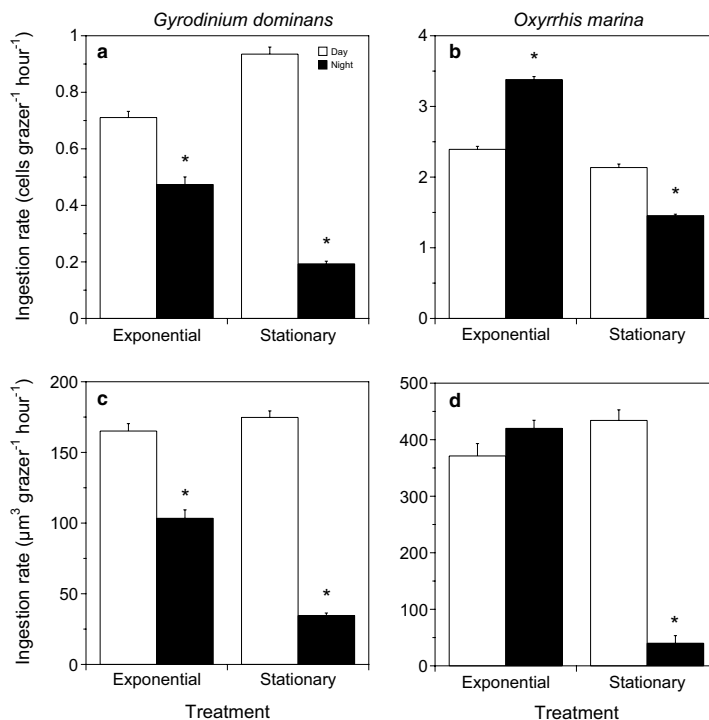 Gyrodinium dominans
Oxyrrhis marina
Ingestion rate (cells grazer⁻¹ hour⁻¹)
a
Day
Night
1
0.8
0.6
0.4
0.2
0
*
*
Exponential
Stationary
b
4
3
2
1
0
*
*
Exponential
Stationary
Ingestion rate (µm³ grazer⁻¹ hour⁻¹)
c
200
150
100
50
0
*
*
Exponential
Stationary
Treatment
d
500
400
300
200
100
0
*
Exponential
Stationary
Treatment